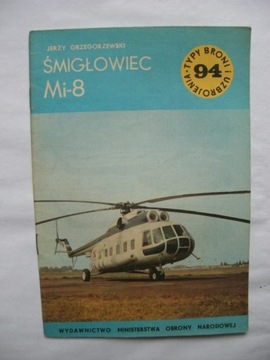 JERZY GRZEGORZEWSKI
ŚMIGŁOWIEC
Mi-8
TYPY BRONI i UZBROJENIA
94
WYDAWNICTWO MINISTERSTWA OBRONY NARODOWEJ